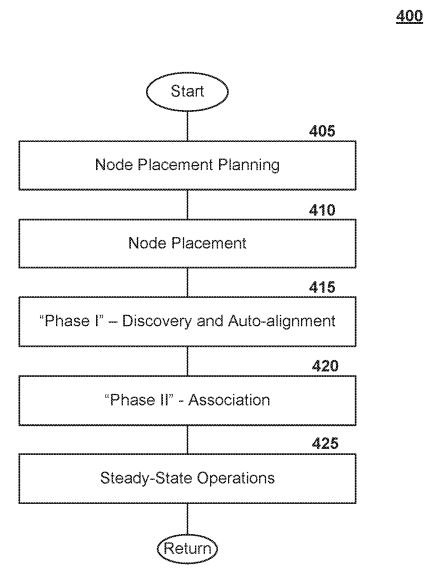 400
Start
405
Node Placement Planning
410
Node Placement
415
“Phase I” – Discovery and Auto-alignment
420
“Phase II” - Association
425
Steady-State Operations
Return